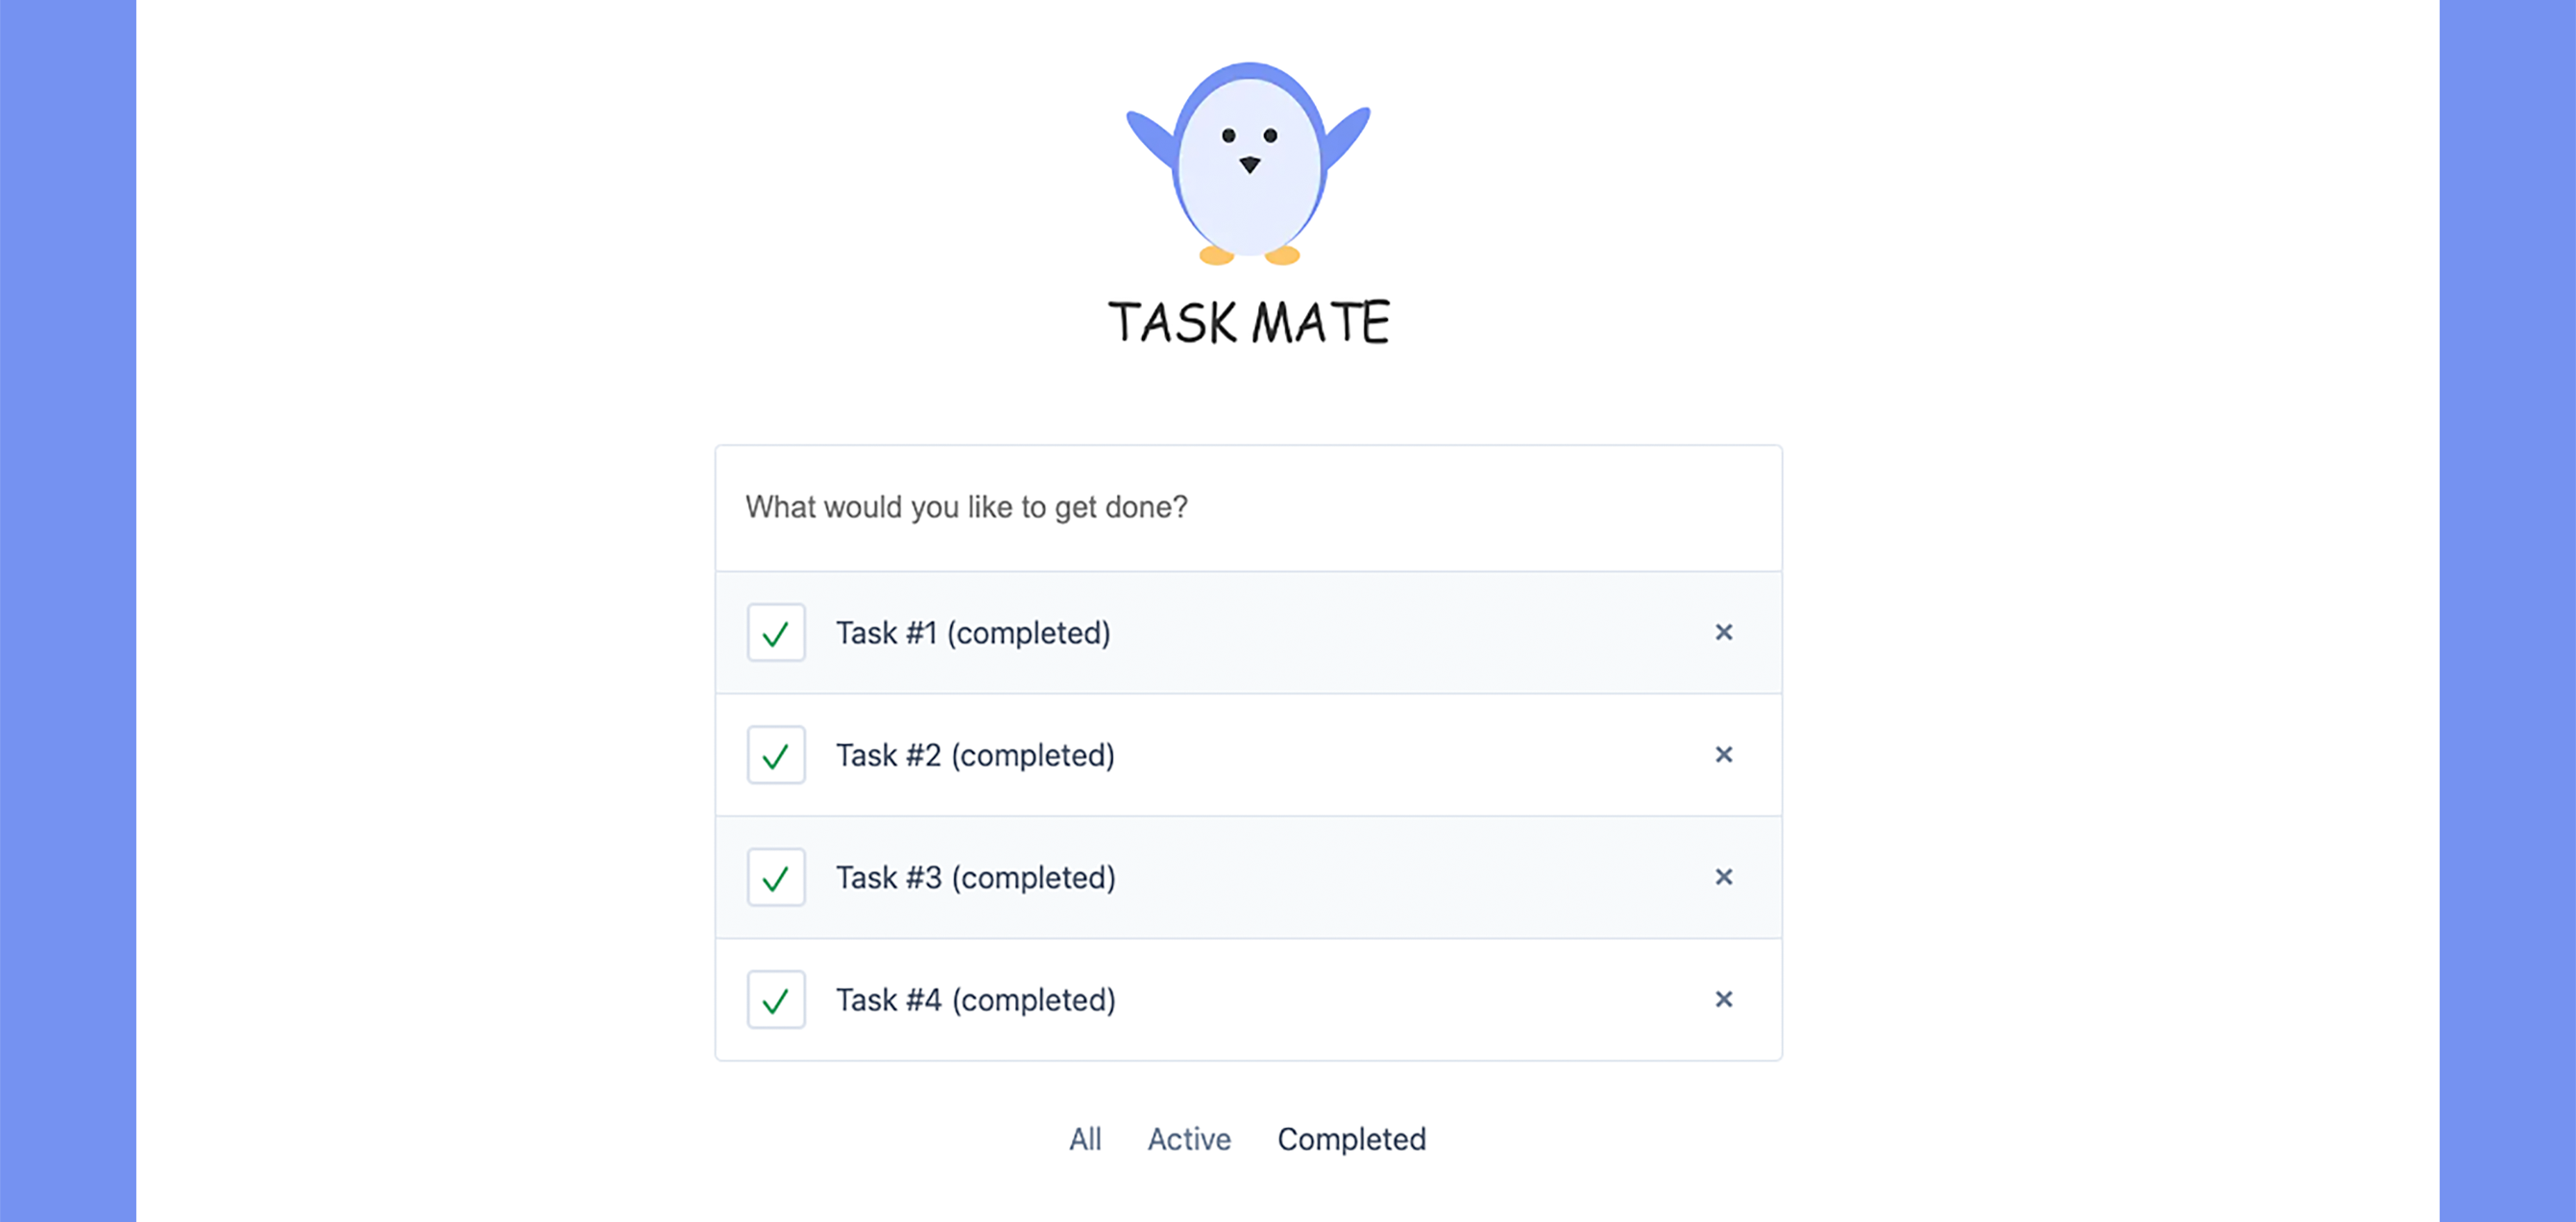 TASK MATE
What would you like to get done?
Task #1 (completed)
Task #2 (completed)
Task #3 (completed)
Task #4 (completed)
All Active Completed